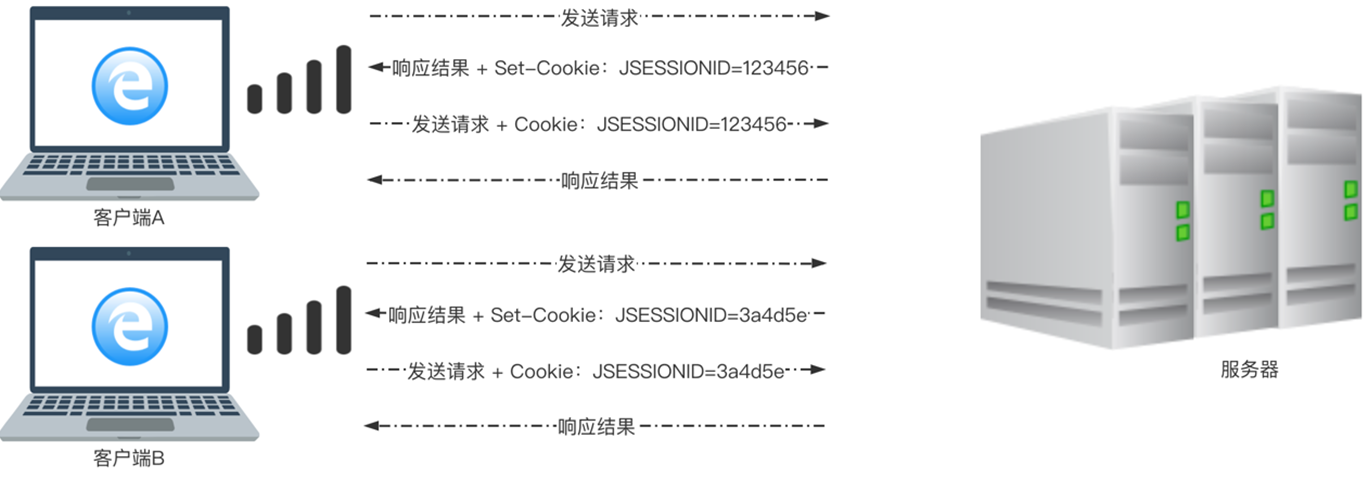 发送请求
响应结果 + Set-Cookie：JSESSIONID=123456
发送请求 + Cookie：JSESSIONID=123456
响应结果
客户端A
发送请求
响应结果 + Set-Cookie：JSESSIONID=3a4d5e
发送请求 + Cookie：JSESSIONID=3a4d5e
响应结果
客户端B
服务器